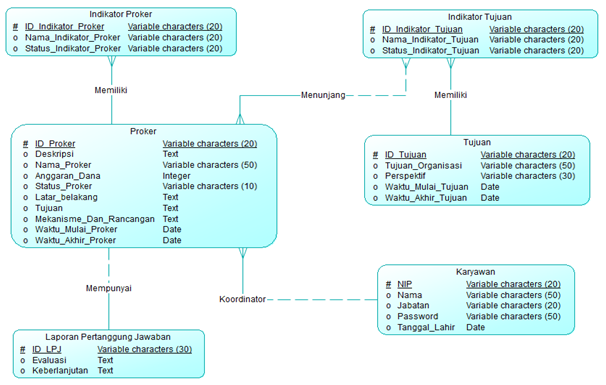 Indikator Proker
# ID_Indikator_Proker Variable characters (20)
o Nama_Indikator_Proker Variable characters (20)
o Status_Indikator_Proker Variable characters (20)
Indikator Tujuan
# ID_Indikator_Tujuan Variable characters (20)
o Nama_Indikator_Tujuan Variable characters (20)
o Status_Indikator_Tujuan Variable characters (20)
Memiliki
Menunjang
Memiliki
Proker
# ID_Proker Variable characters (20)
o Deskripsi Text
o Nama_Proker Variable characters (50)
o Anggaran_Dana Integer
o Status_Proker Variable characters (10)
o Latar_belakang Text
o Tujuan Text
o Mekanisme_Dan_Rancangan Text
o Waktu_Mulai_Proker Date
o Waktu_Akhir_Proker Date
Tujuan
# ID_Tujuan Variable characters (20)
o Tujuan_Organisasi Variable characters (50)
o Perspektif Variable characters (30)
o Waktu_Mulai_Tujuan Date
o Waktu_Akhir_Tujuan Date
Mempunyai
Koordinator
Karyawan
# NIP Variable characters (20)
o Nama Variable characters (50)
o Jabatan Variable characters (20)
o Password Variable characters (50)
o Tanggal_Lahir Date
Laporan Pertanggung Jawaban
# ID_LPJ Variable characters (30)
o Evaluasi Text
o Keberlanjutan Text